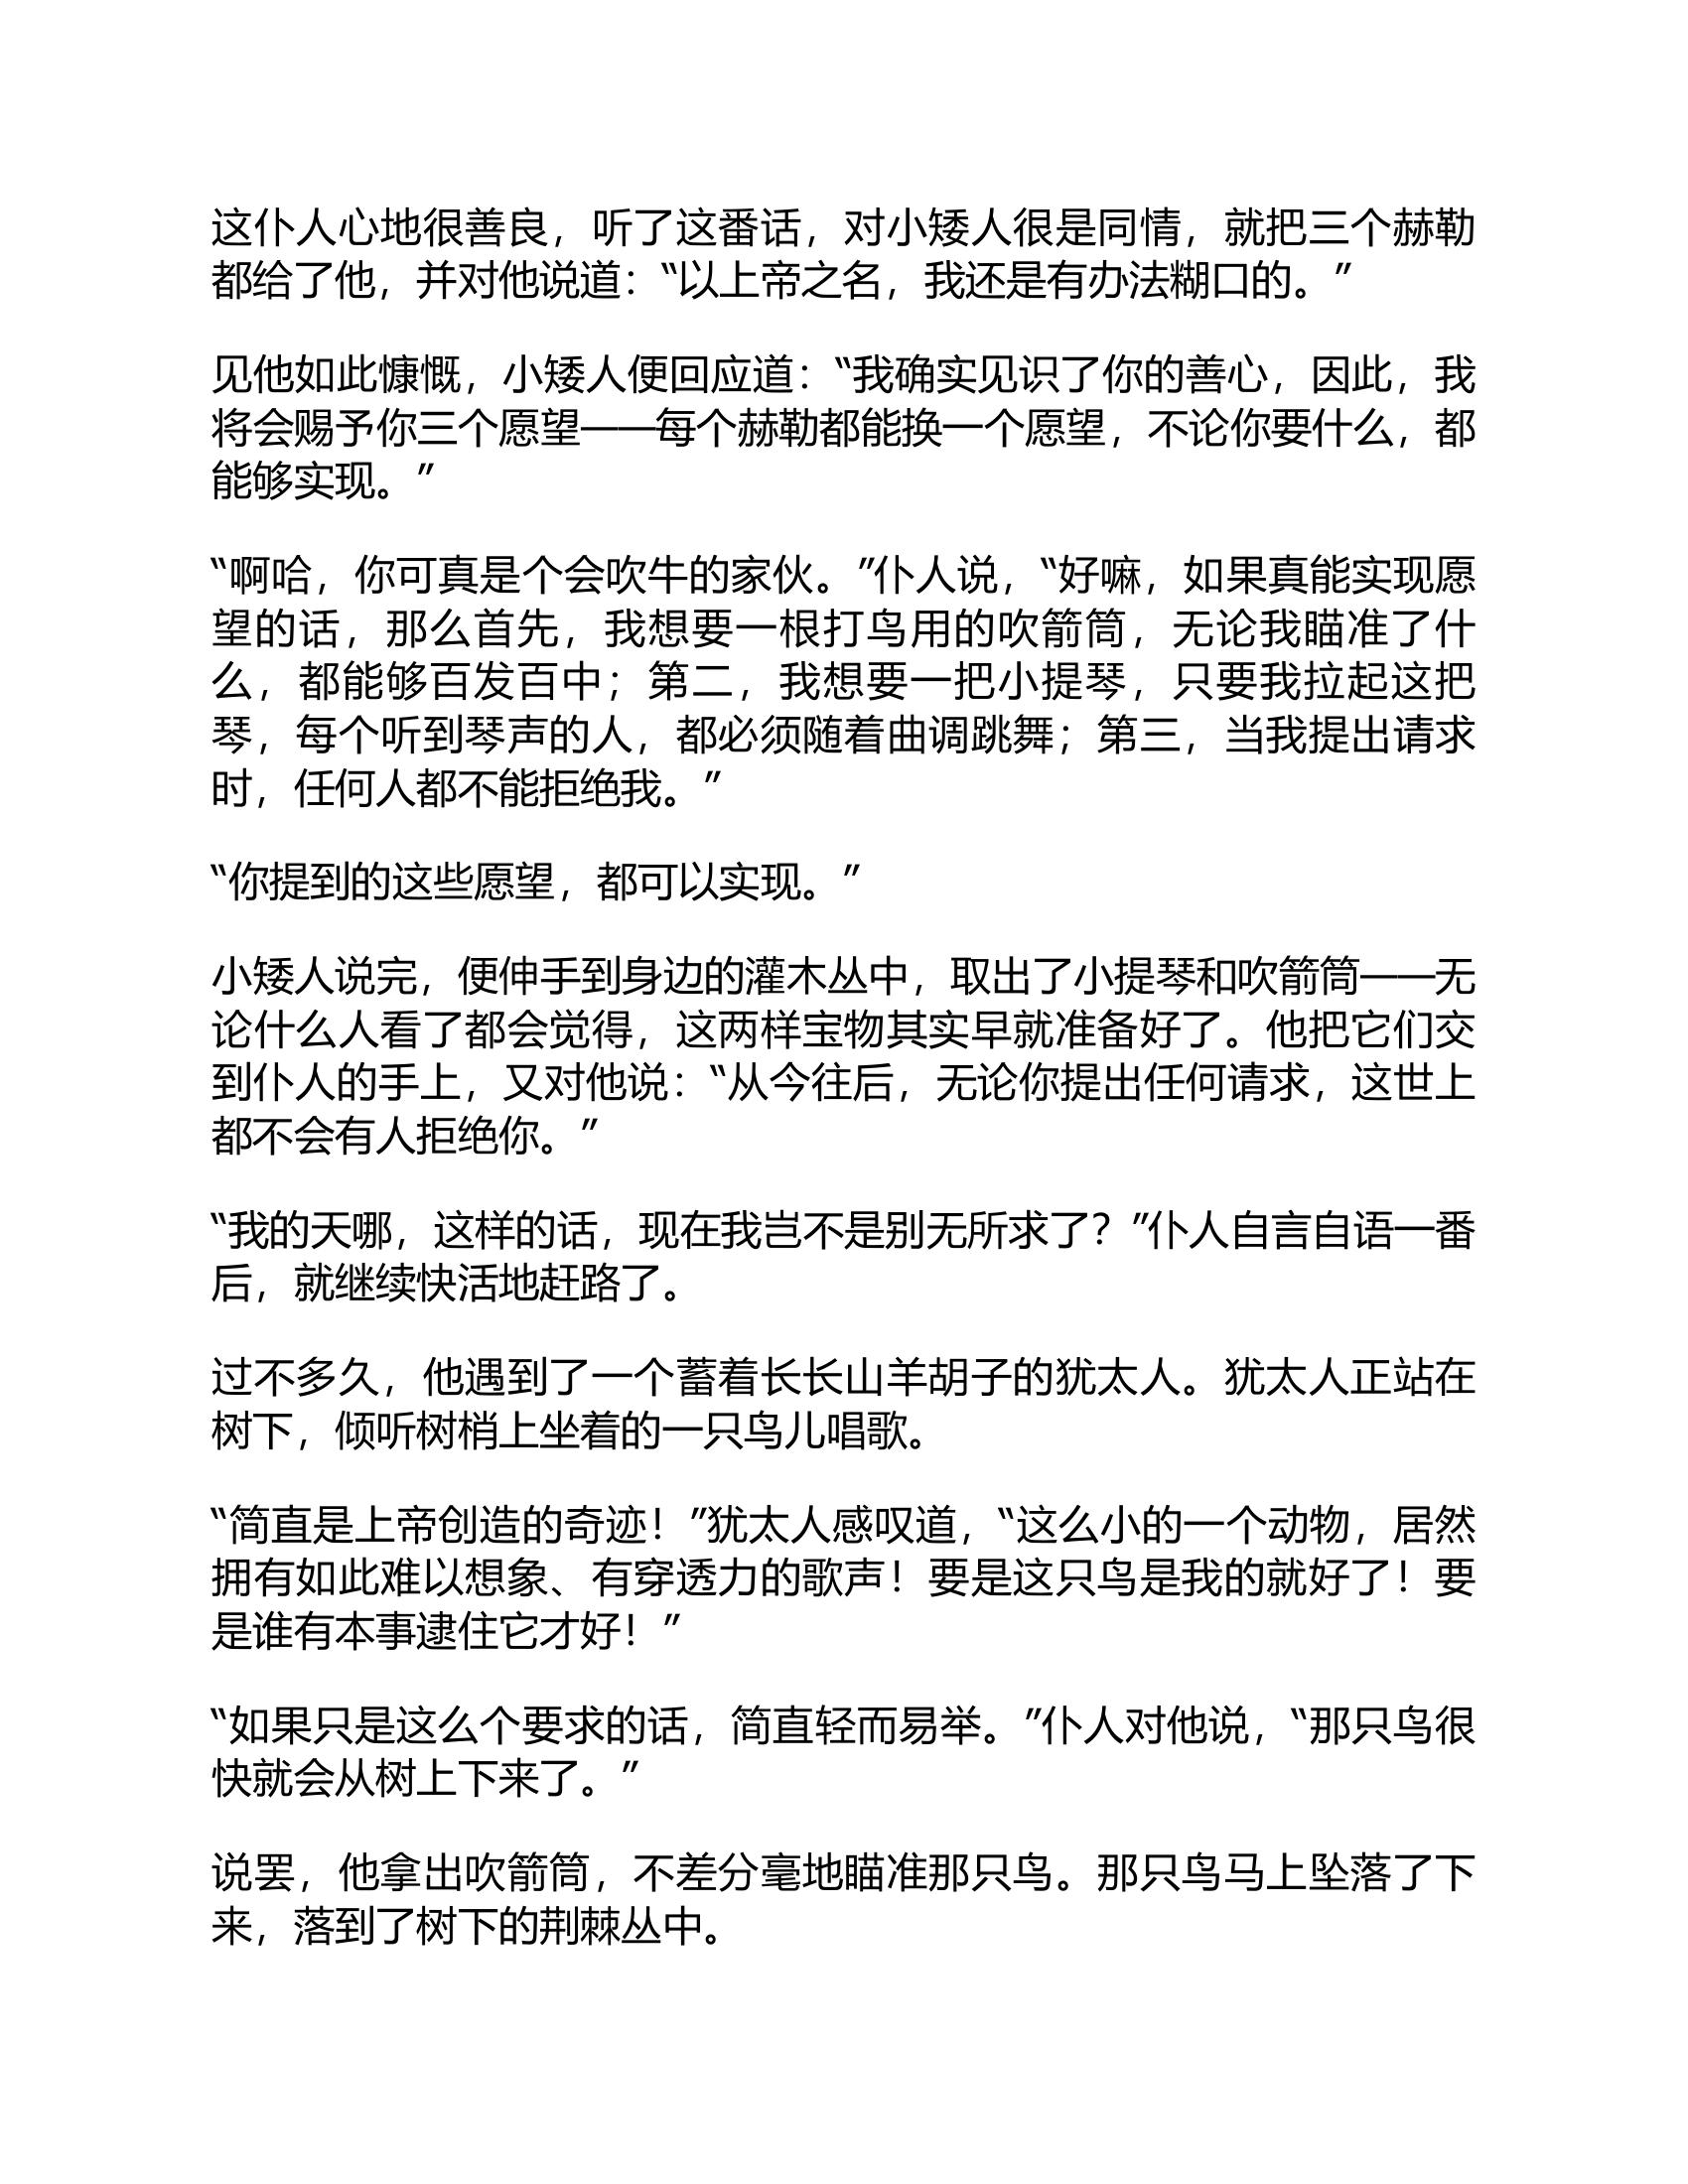 这仆人心地很善良，听了这番话，对小矮人很是同情，就把三个赫勒
都给了他，并对他说道：“以上帝之名，我还是有办法糊口的。”
见他如此慷慨，小矮人便回应道：“我确实见识了你的善心，因此，我
将会赐予你三个愿望——每个赫勒都能换一个愿望，不论你要什么，都
能够实现。”
“啊哈，你可真是个会吹牛的家伙。”仆人说，“好嘛，如果真能实现愿
望的话，那么首先，我想要一根打鸟用的吹箭筒，无论我瞄准了什
么，都能够百发百中；第二，我想要一把小提琴，只要我拉起这把
琴，每个听到琴声的人，都必须随着曲调跳舞；第三，当我提出请求
时，任何人都不能拒绝我。”
“你提到的这些愿望，都可以实现。”
小矮人说完，便伸手到身边的灌木丛中，取出了小提琴和吹箭筒——无
论什么人看了都会觉得，这两样宝物其实早就准备好了。他把它们交
到仆人的手上，又对他说：“从今往后，无论你提出任何请求，这世上
都不会有人拒绝你。”
“我的天哪，这样的话，现在我岂不是别无所求了？”仆人自言自语一番
后，就继续快活地赶路了。
过不多久，他遇到了一个蓄着长长山羊胡子的犹太人。犹太人正站在
树下，倾听树梢上坐着的一只鸟儿唱歌。
“简直是上帝创造的奇迹！”犹太人感叹道，“这么小的一个动物，居然
拥有如此难以想象、有穿透力的歌声！要是这只鸟是我的就好了！要
是谁有本事逮住它才好！”
“如果只是这么个要求的话，简直轻而易举。”仆人对他说，“那只鸟很
快就会从树上下来了。”
说罢，他拿出吹箭筒，不差分毫地瞄准那只鸟。那只鸟马上坠落了下
来，落到了树下的荆棘丛中。